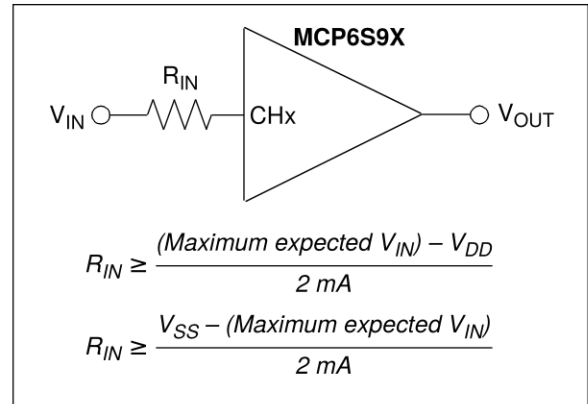 MCP6S9X
R_IN
V_IN CHx V_OUT
R_IN ≥ (Maximum expected V_IN) – V_DD
2 mA
R_IN ≥ V_SS – (Maximum expected V_IN)
2 mA